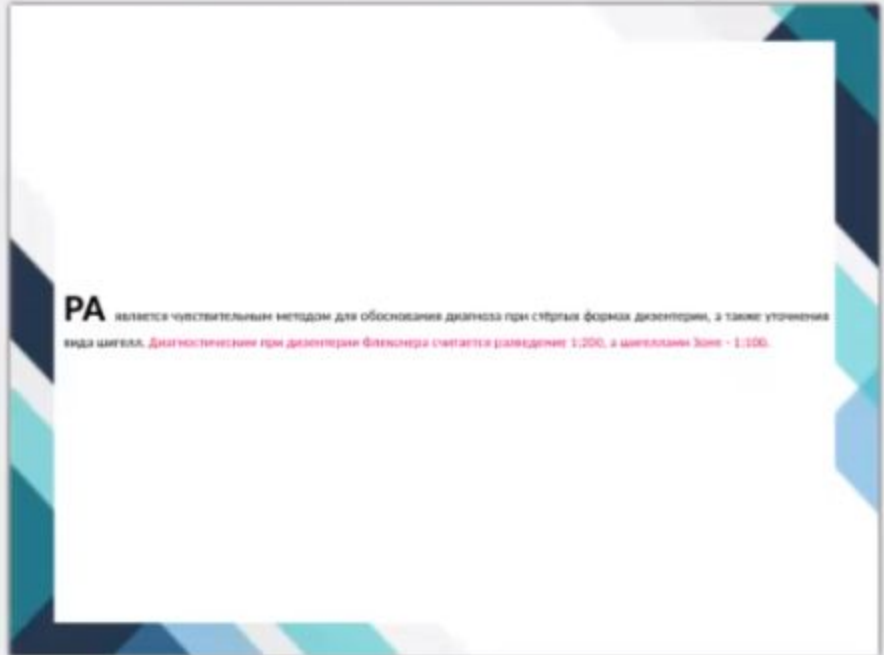 РА является чувствительным методом для обоснования диагноза при стёртых формах дизентерии, а также уточнения
вида шигелл. Диагностическим при дизентерии Флекснера считается разведение 1:200, а шигеллами Зоне - 1:100.